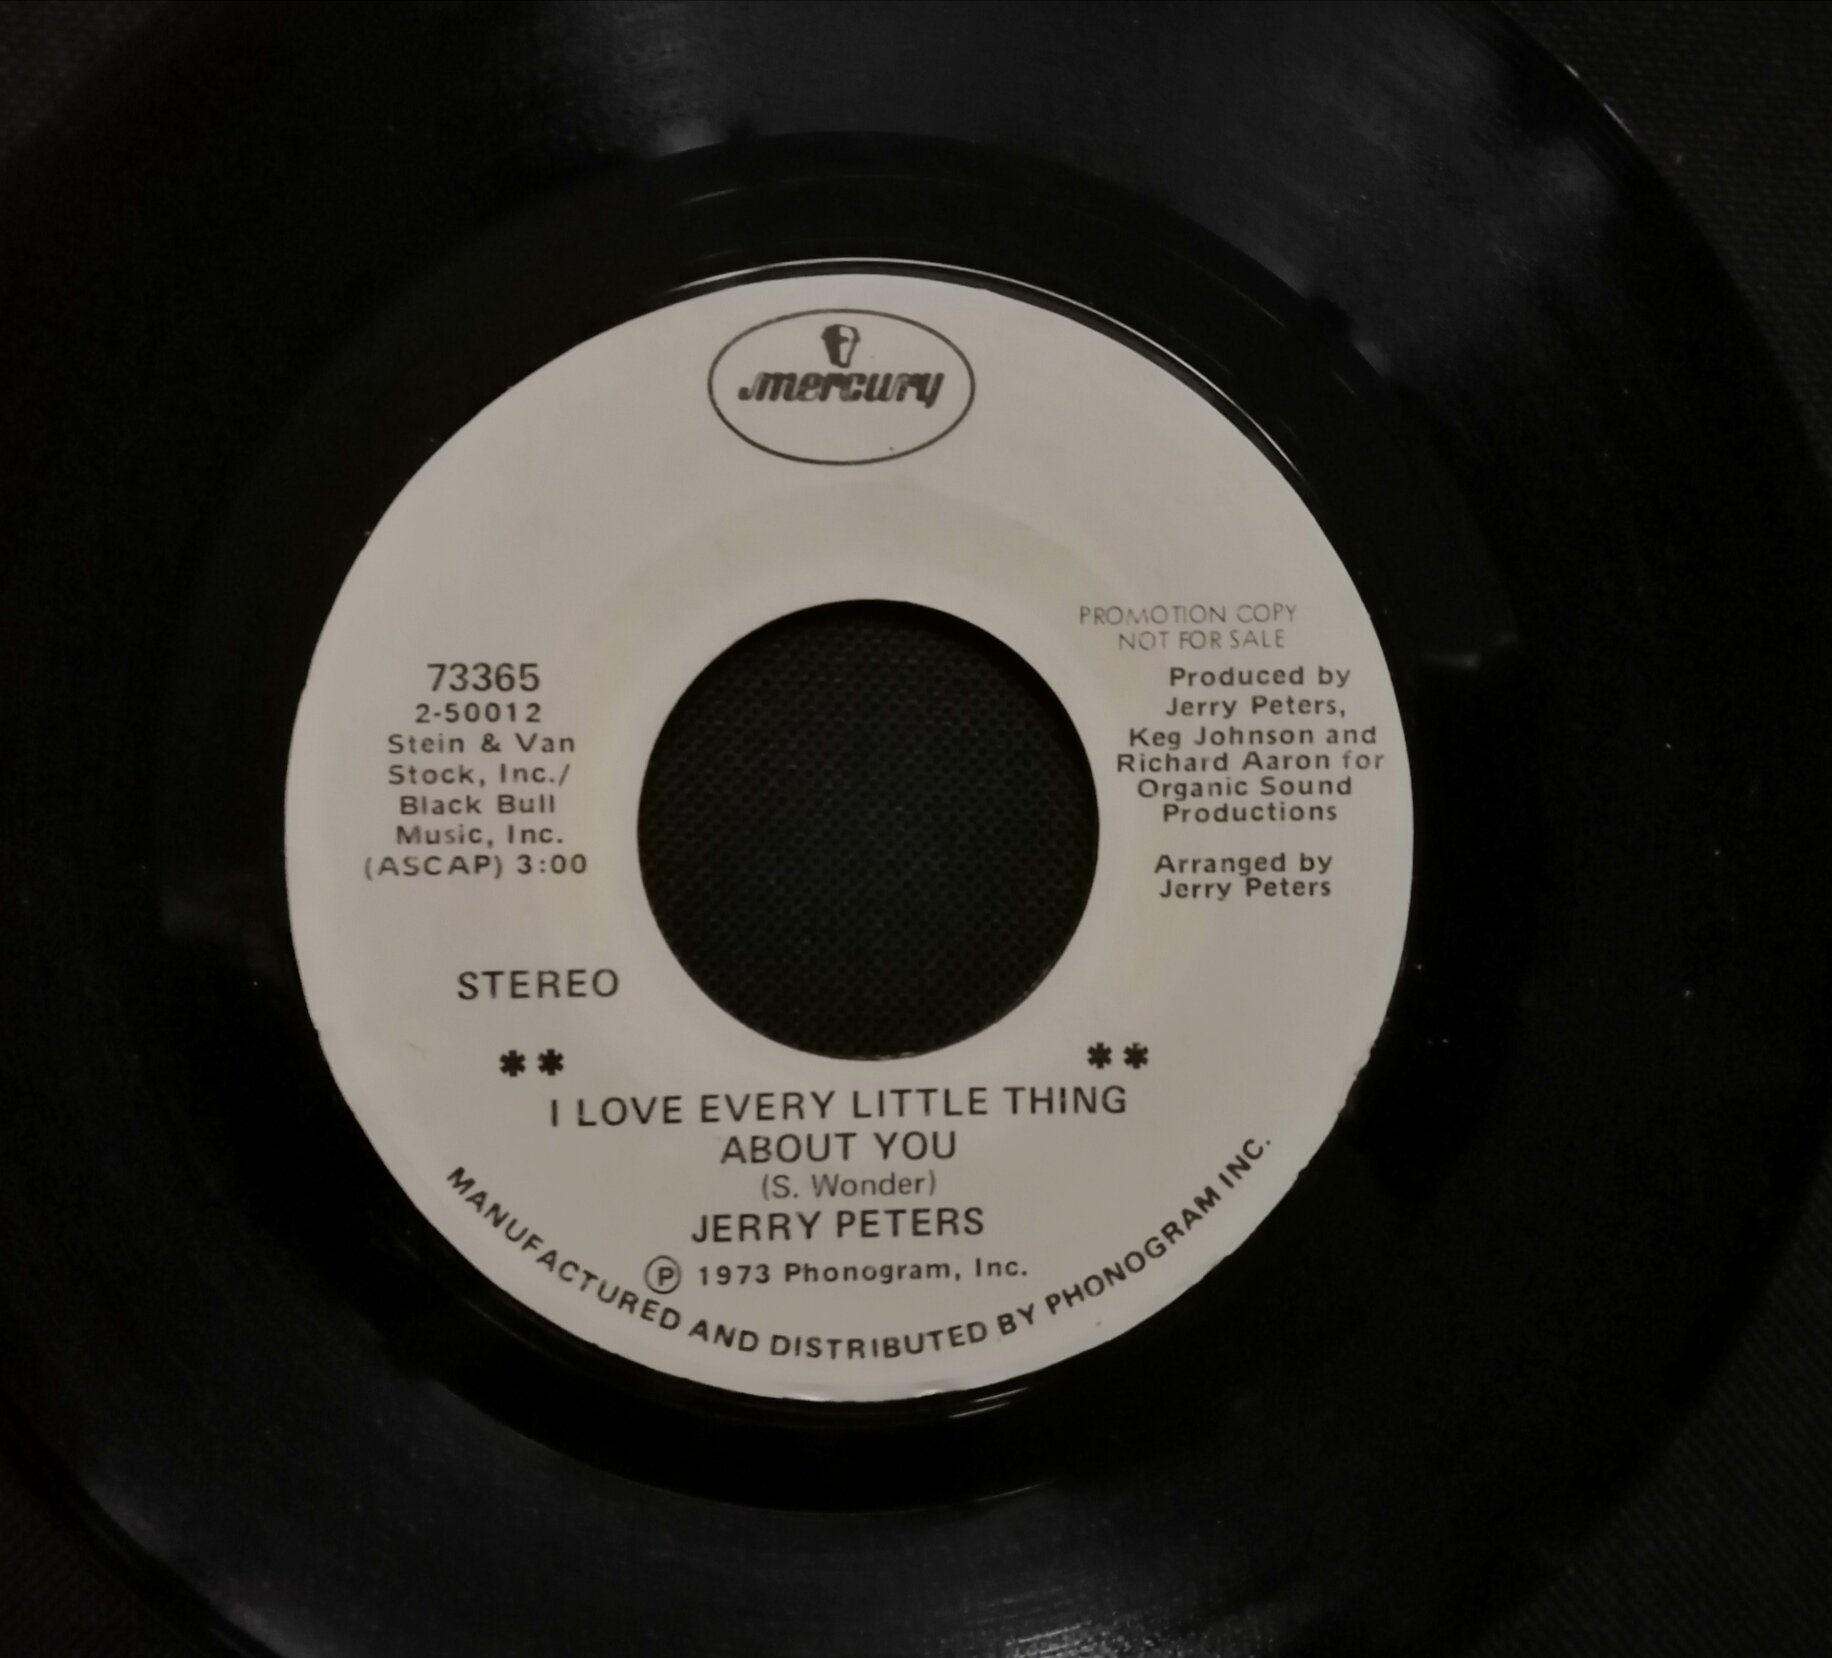 mercury
PROMOTION COPY
NOT FOR SALE
73365
2-50012
Stein & Van
Stock, Inc./
Black Bull
Music, Inc.
(ASCAP) 3:00
Produced by
Jerry Peters,
Keg Johnson and
Richard Aaron for
Organic Sound
Productions
Arranged by
Jerry Peters
STEREO
** **
I LOVE EVERY LITTLE THING
ABOUT YOU
(S. Wonder)
JERRY PETERS
Ⓟ 1973 Phonogram, Inc.
MANUFACTURED AND DISTRIBUTED BY PHONOGRAM INC.